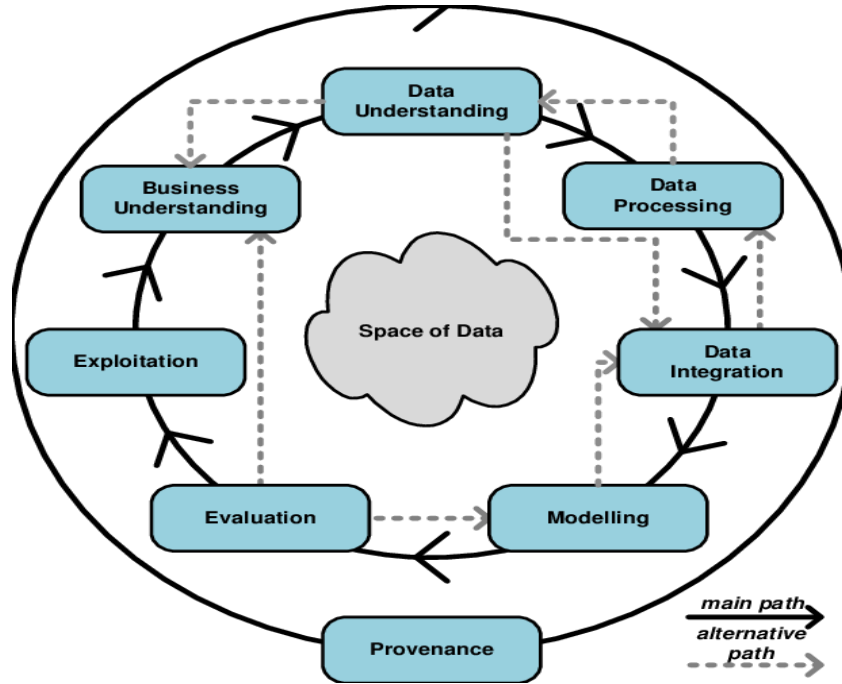 Data
Understanding
Business
Understanding
Data
Processing
Space of Data
Exploitation
Data
Integration
Evaluation
Modelling
Provenance
main path
alternative
path